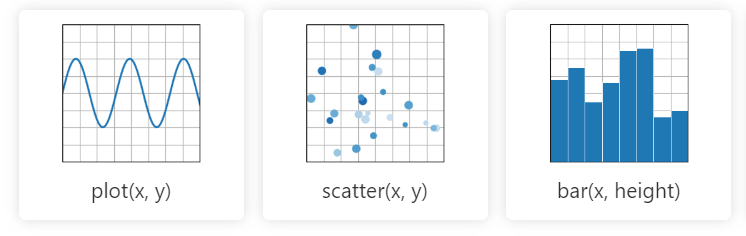 plot(x, y)
scatter(x, y)
bar(x, height)